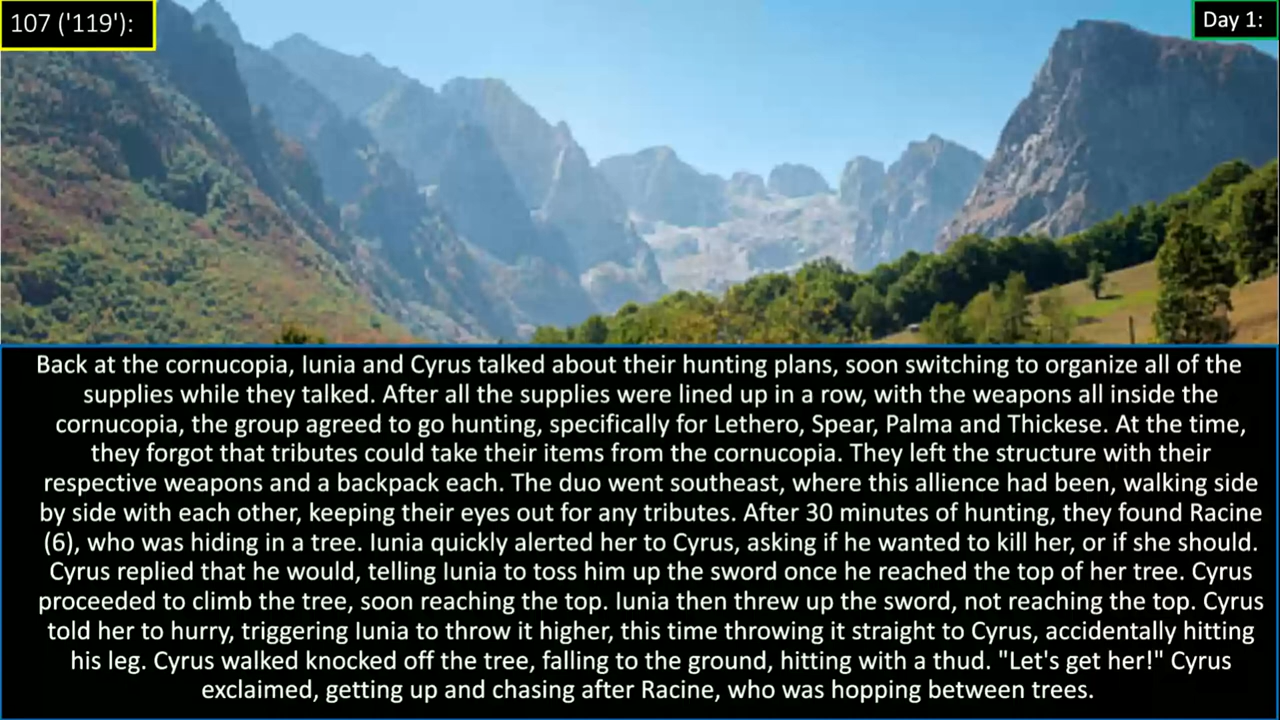 107 ('119'):
Day 1:
Back at the cornucopia, Iunia and Cyrus talked about their hunting plans, soon switching to organize all of the
supplies while they talked. After all the supplies were lined up in a row, with the weapons all inside the
cornucopia, the group agreed to go hunting, specifically for Lethero, Spear, Palma and Thickese. At the time,
they forgot that tributes could take their items from the cornucopia. They left the structure with their
respective weapons and a backpack each. The duo went southeast, where this allience had been, walking side
by side with each other, keeping their eyes out for any tributes. After 30 minutes of hunting, they found Racine
(6), who was hiding in a tree. Iunia quickly alerted her to Cyrus, asking if he wanted to kill her, or if she should.
Cyrus replied that he would, telling Iunia to toss him up the sword once he reached the top of her tree. Cyrus
proceeded to climb the tree, soon reaching the top. Iunia then threw up the sword, not reaching the top. Cyrus
told her to hurry, triggering Iunia to throw it higher, this time throwing it straight to Cyrus, accidentally hitting
his leg. Cyrus walked knocked off the tree, falling to the ground, hitting with a thud. "Let's get her!" Cyrus
exclaimed, getting up and chasing after Racine, who was hopping between trees.